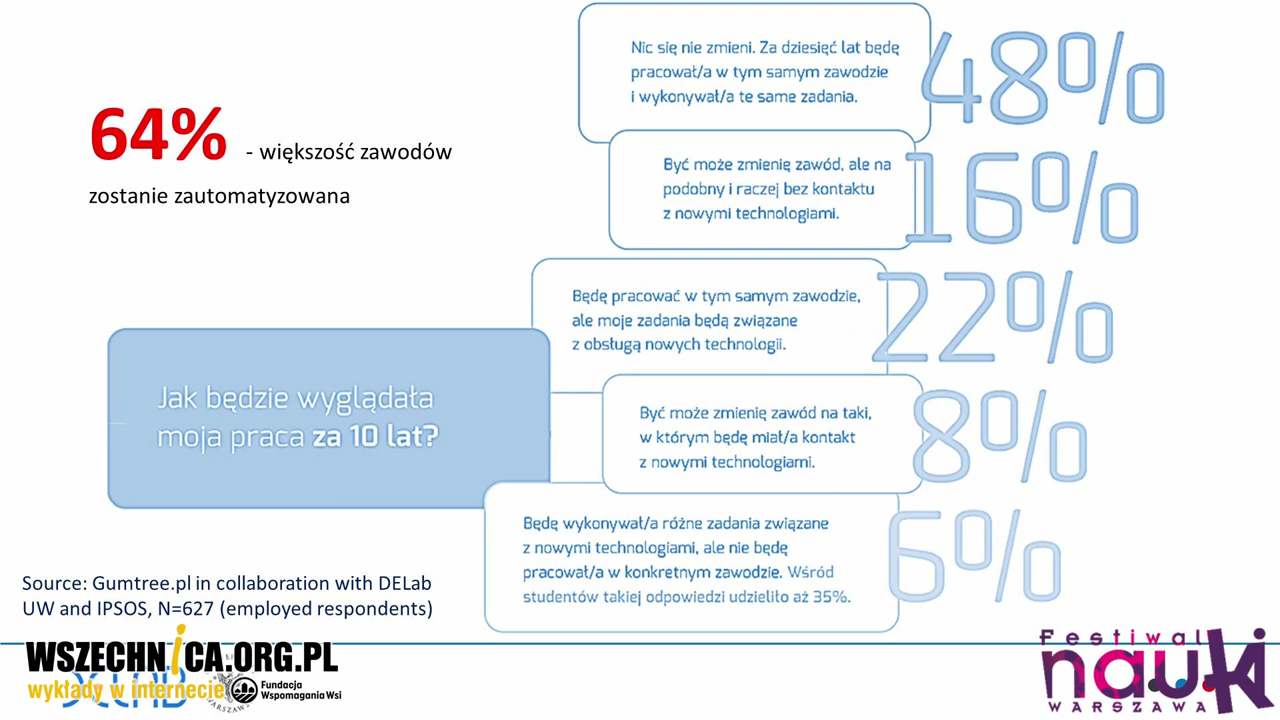 64% - większość zawodów
zostanie zautomatyzowana
Nic się nie zmieni. Za dziesięć lat będę
pracował/a w tym samym zawodzie
i wykonywał/a te same zadania.
48%
Być może zmienię zawód, ale na
podobny i raczej bez kontaktu
z nowymi technologiami.
16%
Będę pracować w tym samym zawodzie,
ale moje zadania będą związane
z obsługą nowych technologii.
22%
Jak będzie wyglądała
moja praca za 10 lat?
Być może zmienię zawód na taki,
w którym będę miał/a kontakt
z nowymi technologiami.
8%
Będę wykonywał/a różne zadania związane
z nowymi technologiami, ale nie będę
pracował/a w konkretnym zawodzie. Wśród
studentów takiej odpowiedzi udzieliło aż 35%.
6%
Source: Gumtree.pl in collaboration with DELab
UW and IPSOS, N=627 (employed respondents)
WSZECHNICA.ORG.PL
wykłady w internecie
Fundacja
Wspomagania Wsi
Festiwal
nauki
WARSZAWA